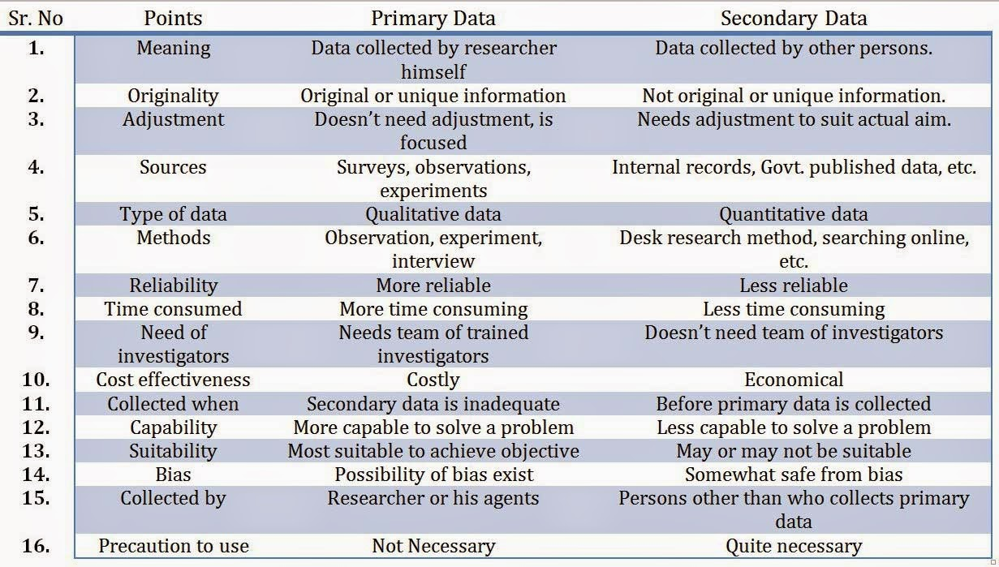 Sr. No Points Primary Data Secondary Data
1. Meaning Data collected by researcher Data collected by other persons.
himself
2. Originality Original or unique information Not original or unique information.
3. Adjustment Doesn’t need adjustment, is Needs adjustment to suit actual aim.
focused
4. Sources Surveys, observations, Internal records, Govt. published data, etc.
experiments
5. Type of data Qualitative data Quantitative data
6. Methods Observation, experiment, Desk research method, searching online,
interview etc.
7. Reliability More reliable Less reliable
8. Time consumed More time consuming Less time consuming
9. Need of Needs team of trained Doesn’t need team of investigators
investigators investigators
10. Cost effectiveness Costly Economical
11. Collected when Secondary data is inadequate Before primary data is collected
12. Capability More capable to solve a problem Less capable to solve a problem
13. Suitability Most suitable to achieve objective May or may not be suitable
14. Bias Possibility of bias exist Somewhat safe from bias
15. Collected by Researcher or his agents Persons other than who collects primary
data
16. Precaution to use Not Necessary Quite necessary